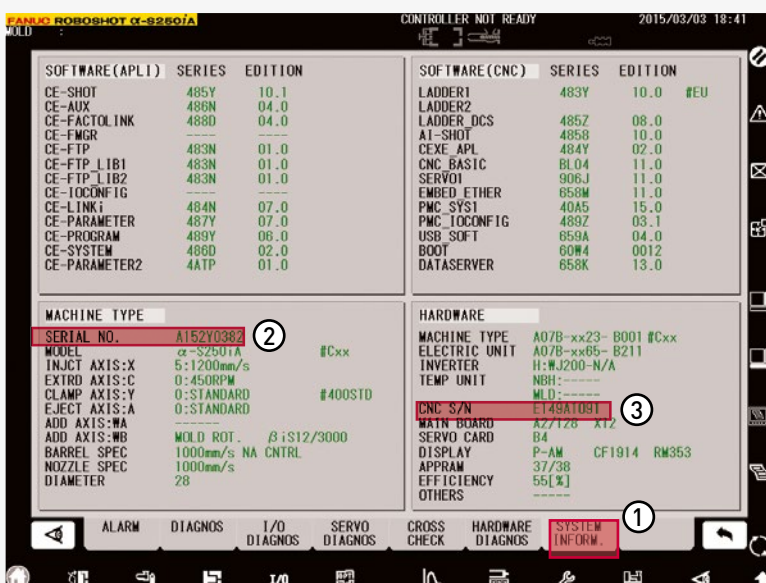 FANUC ROBOSHOT α-S250iA CONTROLLER NOT READY 2015/03/03 18:41
MOLD :
SOFTWARE(APLI) SERIES EDITION
CE-SHOT 485Y 10.1
CE-AUX 486N 04.0
CE-FACTOLINK 488D 04.0
CE-FMGR ---- ----
CE-FTP 483N 01.0
CE-FTP_LIB1 483N 01.0
CE-FTP_LIB2 483N 01.0
CE-IOCONFIG ---- ----
CE-LINKi 484N 07.0
CE-PARAMETER 487Y 07.0
CE-PROGRAM 489Y 06.0
CE-SYSTEM 486D 02.0
CE-PARAMETER2 4ATP 01.0
SOFTWARE(CNC) SERIES EDITION
LADDER1 483Y 10.0 #EU
LADDER2
LADDER_DCS 485Z 08.0
AI-SHOT 4858 10.0
CEXE_APL 484Y 02.0
CNC_BASIC BL04 11.0
SERVO1 906J 11.0
EMBED_ETHER 658M 11.0
PMC_SYS1 40A5 15.0
PMC_IOCONFIG 489Z 03.1
USB_SOFT 659A 04.0
BOOT 60W4 0012
DATASERVER 658K 13.0
MACHINE TYPE
SERIAL NO. A152Y0382 2
MODEL α-S250iA #Cxx
INJCT AXIS:X 5:1200mm/s
EXTRD AXIS:C 0:450RPM
CLAMP AXIS:Y 0:STANDARD #400STD
EJECT AXIS:A 0:STANDARD
ADD AXIS:WA ------
ADD AXIS:WB MOLD ROT. βiS12/3000
BARREL SPEC 1000mm/s NA CNTRL
NOZZLE SPEC 1000mm/s
DIAMETER 28
HARDWARE
MACHINE TYPE A07B-xx23- B001 #Cxx
ELECTRIC UNIT A07B-xx65- B211
INVERTER H:WJ200-N/A
TEMP UNIT NBH:-----
MLD:-----
CNC S/N E149A1091 3
MAIN BOARD A2/128 X12
SERVO CARD B4
DISPLAY P-AM CF1914 RM353
APPRAM 37/38
EFFICIENCY 55[%]
OTHERS -----
1
ALARM DIAGNOS I/O DIAGNOS SERVO DIAGNOS CROSS CHECK HARDWARE DIAGNOS SYSTEM INFORM.
I/O